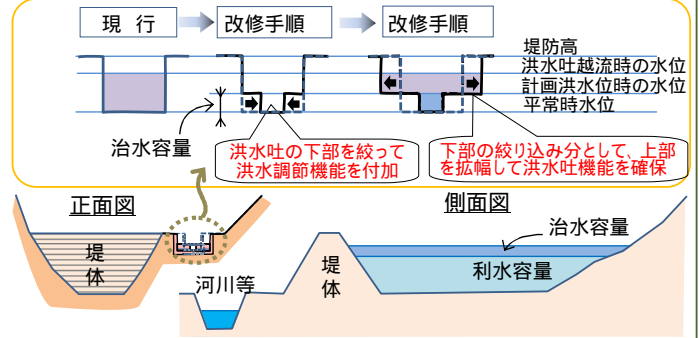 現 行
改修手順
改修手順
堤防高
洪水吐越流時の水位
計画洪水位時の水位
平常時水位
治水容量
洪水吐の下部を絞って
洪水調節機能を付加
下部の絞り込み分として、上部
を拡幅して洪水吐機能を確保
正面図
側面図
堤
体
河川等
堤
体
治水容量
利水容量